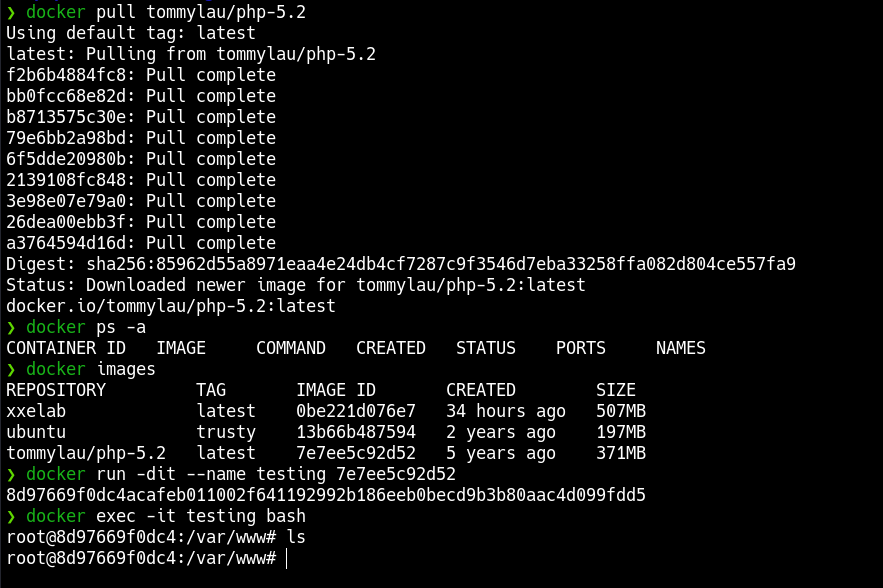 ❯ docker pull tommylau/php-5.2
Using default tag: latest
latest: Pulling from tommylau/php-5.2
f2b6b4884fc8: Pull complete
bb0fcc68e82d: Pull complete
b8713575c30e: Pull complete
79e6bb2a98bd: Pull complete
6f5dde20980b: Pull complete
2139108fc848: Pull complete
3e98e07e79a0: Pull complete
26dea00ebb3f: Pull complete
a3764594d16d: Pull complete
Digest: sha256:85962d55a8971eaa4e24db4cf7287c9f3546d7eba33258ffa082d804ce557fa9
Status: Downloaded newer image for tommylau/php-5.2:latest
docker.io/tommylau/php-5.2:latest
❯ docker ps -a
CONTAINER ID   IMAGE     COMMAND   CREATED   STATUS    PORTS     NAMES
❯ docker images
REPOSITORY         TAG       IMAGE ID       CREATED        SIZE
xxelab             latest    0be221d076e7   34 hours ago   507MB
ubuntu             trusty    13b66b487594   2 years ago    197MB
tommylau/php-5.2   latest    7e7ee5c92d52   5 years ago    371MB
❯ docker run -dit --name testing 7e7ee5c92d52
8d97669f0dc4acafeb011002f641192992b186eeb0becd9b3b80aac4d099fdd5
❯ docker exec -it testing bash
root@8d97669f0dc4:/var/www# ls
root@8d97669f0dc4:/var/www#